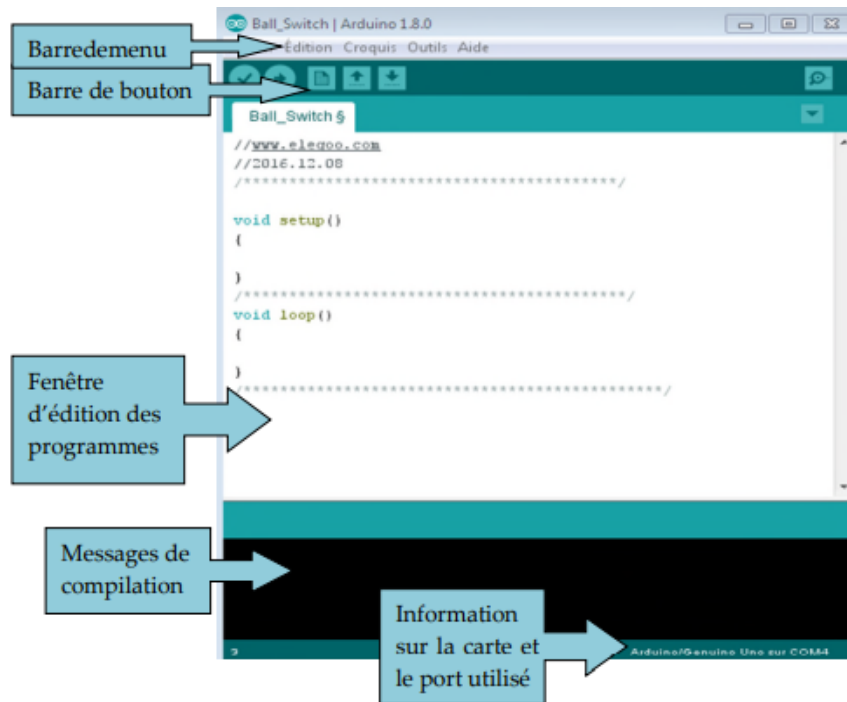 Ball_Switch | Arduino 1.8.0
Barredemenu
Édition Croquis Outils Aide
Barre de bouton
Ball_Switch §
//www.elegoo.com
//2016.12.08
/*****************************************/
void setup()
{
}
/******************************************/
void loop()
{
}
/**********************************************/
Fenêtre
d'édition des
programmes
Messages de
compilation
Information
sur la carte et
le port utilisé
3
Arduino/Genuino Uno sur COM4